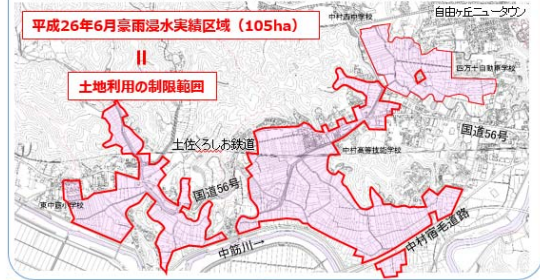 平成26年6月豪雨浸水実績区域（105ha）
||
土地利用の制限範囲
自由ヶ丘ニュータウン
中村西中学校
四万十自動車学校
国道56号
土佐くろしお鉄道
中村高等技能学校
国道56号
東中筋小学校
中筋川→
中村宿毛道路